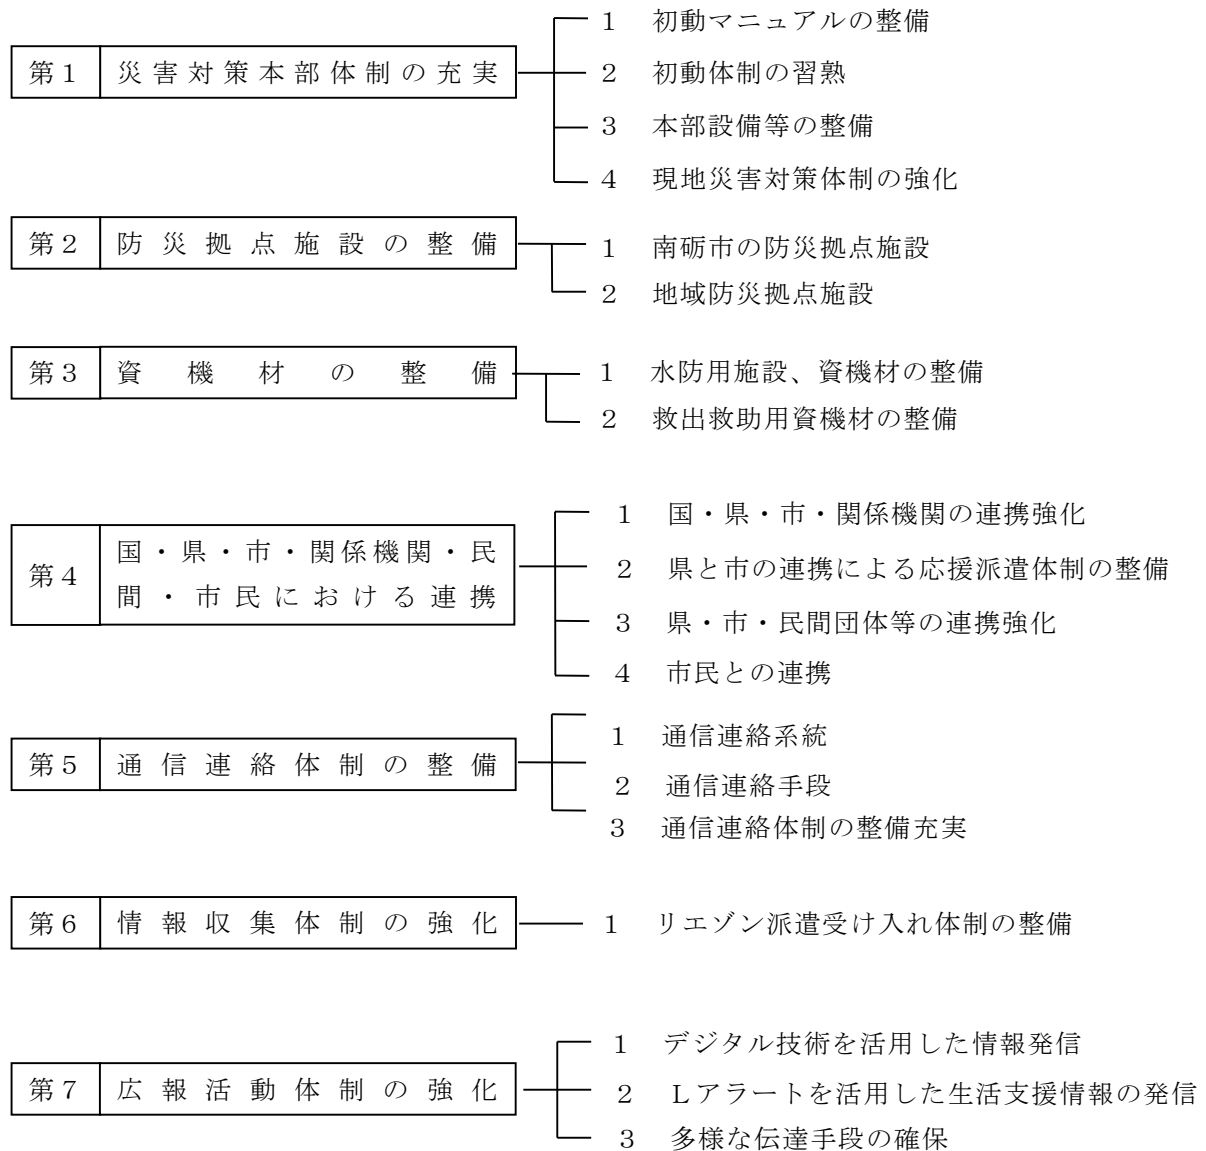 第１　災害対策本部体制の充実
１　初動マニュアルの整備
２　初動体制の習熟
３　本部設備等の整備
４　現地災害対策体制の強化
第２　防災拠点施設の整備
１　南砺市の防災拠点施設
２　地域防災拠点施設
第３　資機材の整備
１　水防用施設、資機材の整備
２　救出救助用資機材の整備
第４　国・県・市・関係機関・民
間・市民における連携
１　国・県・市・関係機関の連携強化
２　県と市の連携による応援派遣体制の整備
３　県・市・民間団体等の連携強化
４　市民との連携
第５　通信連絡体制の整備
１　通信連絡系統
２　通信連絡手段
３　通信連絡体制の整備充実
第６　情報収集体制の強化
１　リエゾン派遣受け入れ体制の整備
第７　広報活動体制の強化
１　デジタル技術を活用した情報発信
２　Ｌアラートを活用した生活支援情報の発信
３　多様な伝達手段の確保